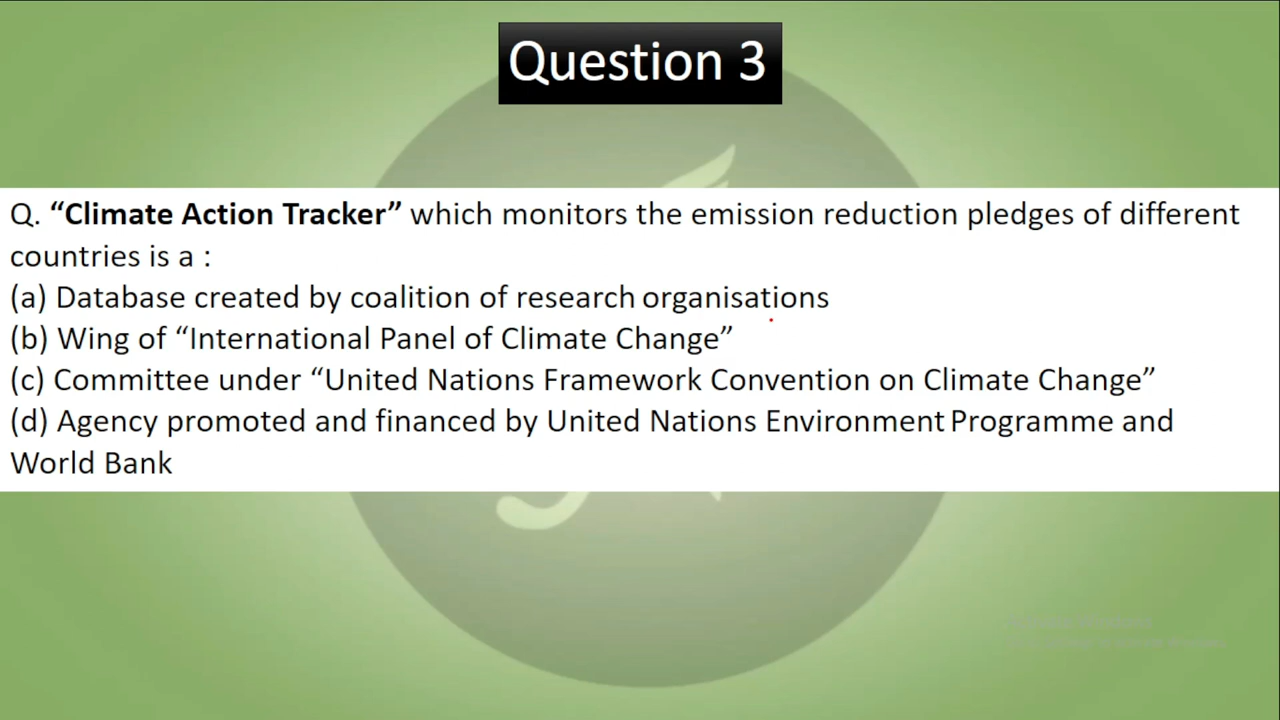 Question 3
Q. “Climate Action Tracker” which monitors the emission reduction pledges of different
countries is a :
(a) Database created by coalition of research organisations
(b) Wing of “International Panel of Climate Change”
(c) Committee under “United Nations Framework Convention on Climate Change”
(d) Agency promoted and financed by United Nations Environment Programme and
World Bank